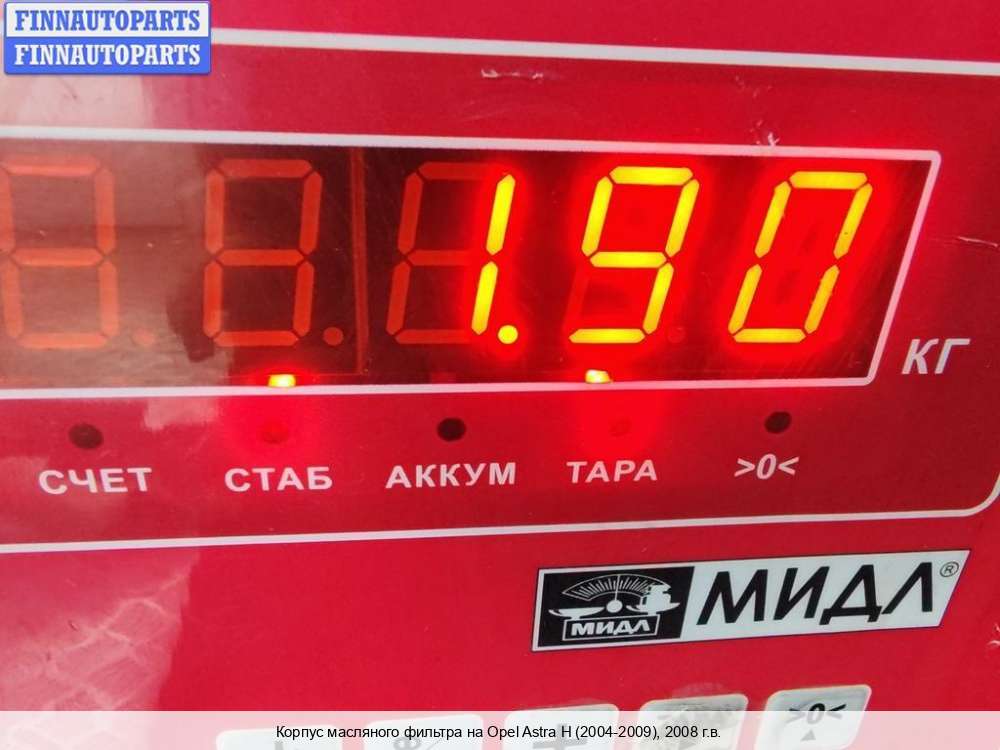 FINNAUTOPARTS
FINNAUTOPARTS
1.90
КГ
СЧЕТ СТАБ АККУМ ТАРА >0<
МИДЛ МИДЛ®
>0<
Корпус масляного фильтра на Opel Astra H (2004-2009), 2008 г.в.